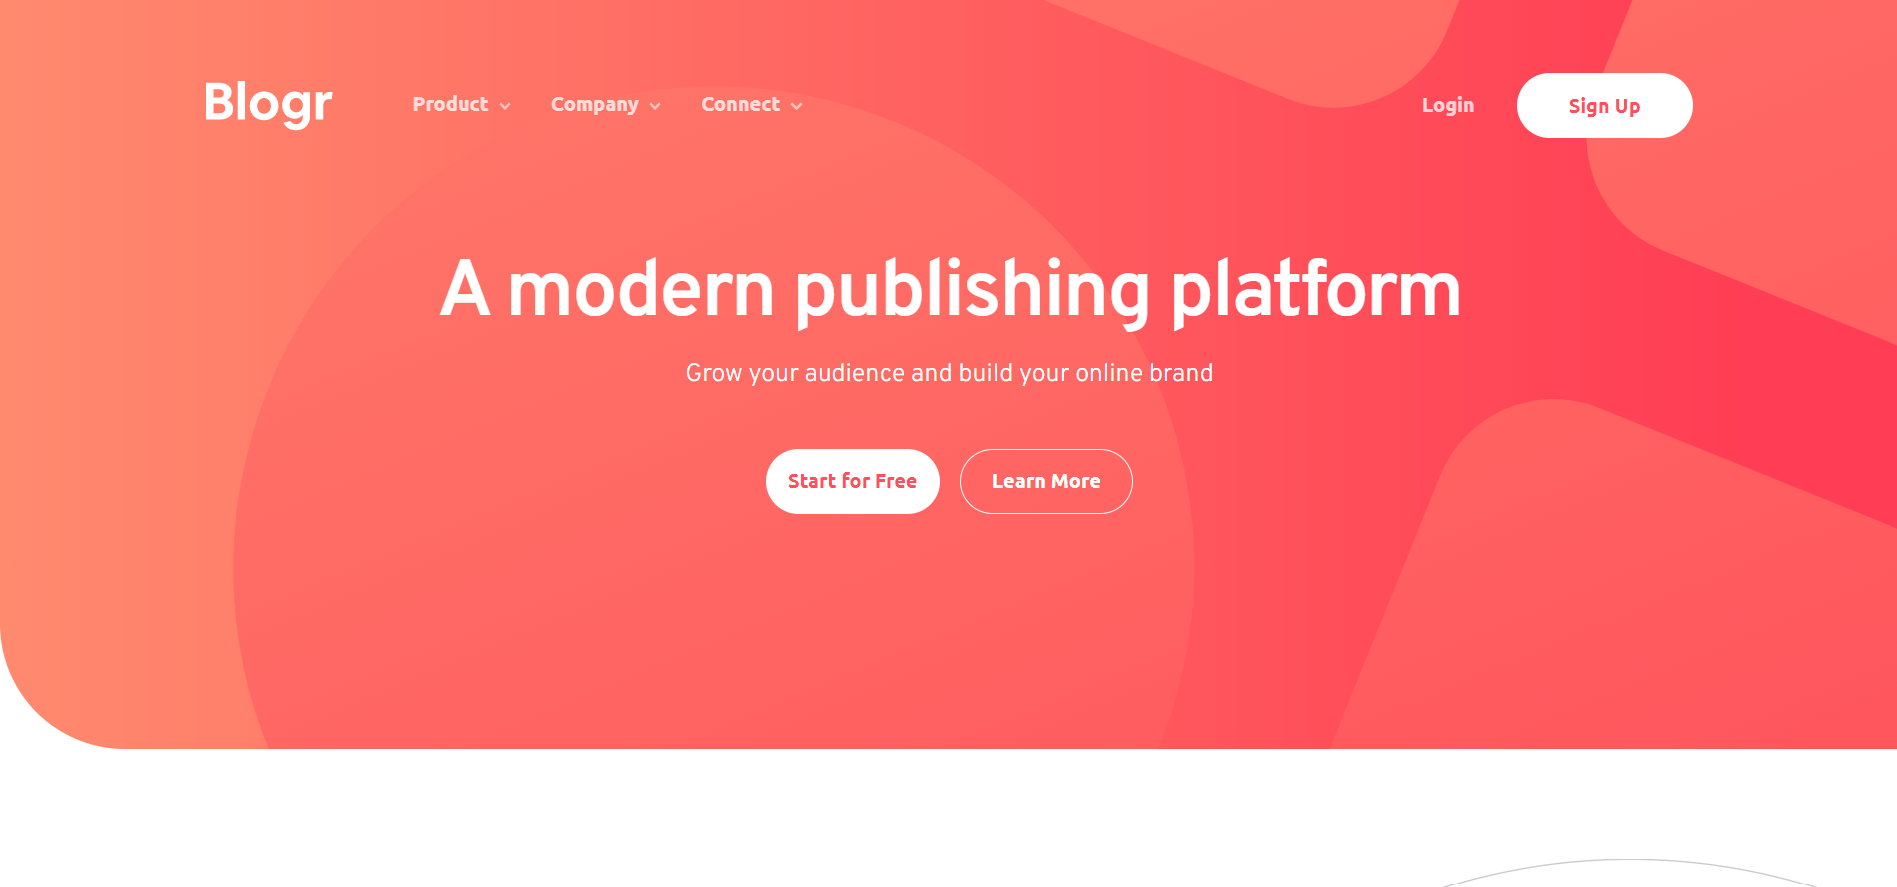 Blogr Product Company Connect Login Sign Up
A modern publishing platform
Grow your audience and build your online brand
Start for Free Learn More